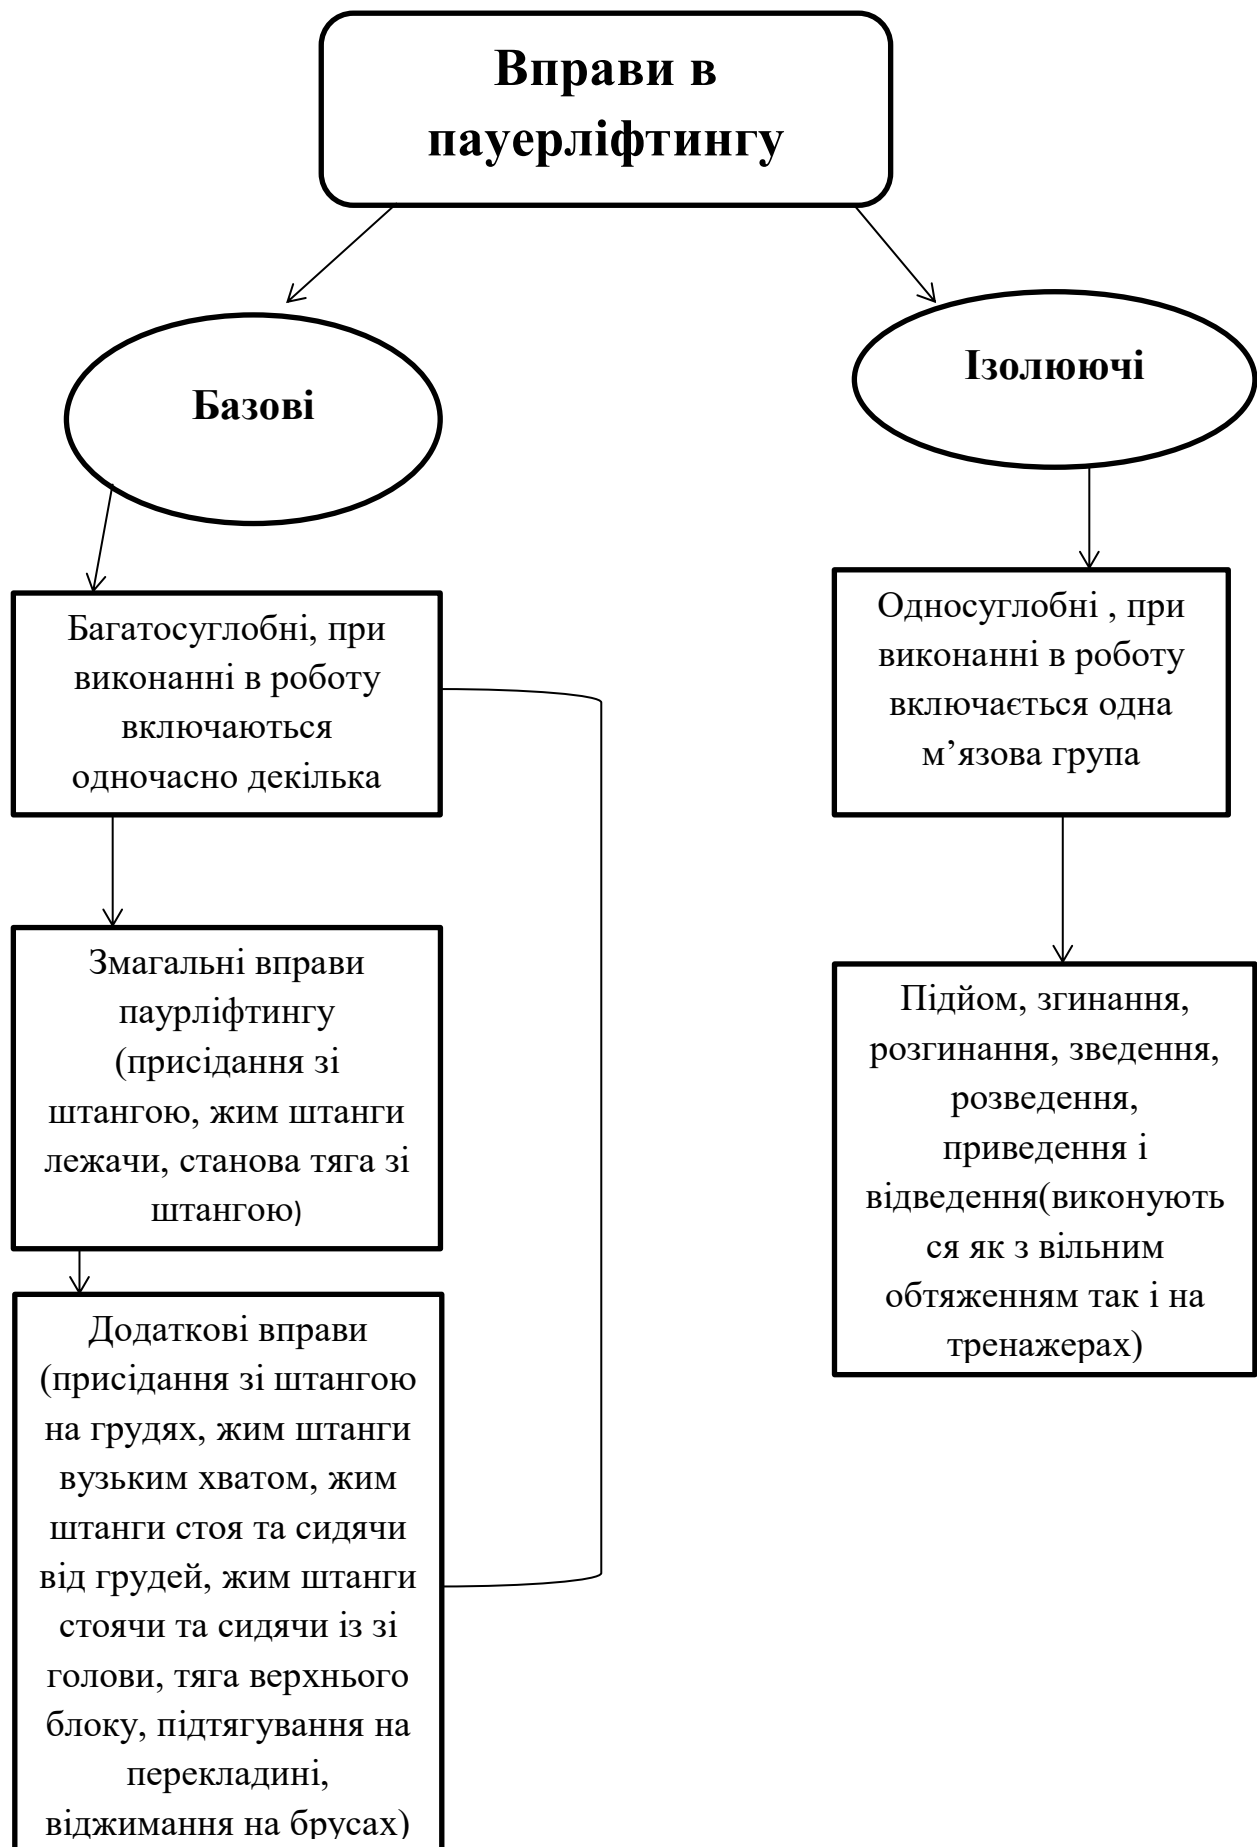 Вправи в
пауерліфтингу
Базові
Ізолюючі
Багатосуглобні, при
виконанні в роботу
включаються
одночасно декілька
Односуглобні , при
виконанні в роботу
включається одна
м’язова група
Змагальні вправи
паурліфтингу
(присідання зі
штангою, жим штанги
лежачи, станова тяга зі
штангою)
Підйом, згинання,
розгинання, зведення,
розведення,
приведення і
відведення(виконують
ся як з вільним
обтяженням так і на
тренажерах)
Додаткові вправи
(присідання зі штангою
на грудях, жим штанги
вузьким хватом, жим
штанги стоя та сидячи
від грудей, жим штанги
стоячи та сидячи із зі
голови, тяга верхнього
блоку, підтягування на
перекладині,
віджимання на брусах)